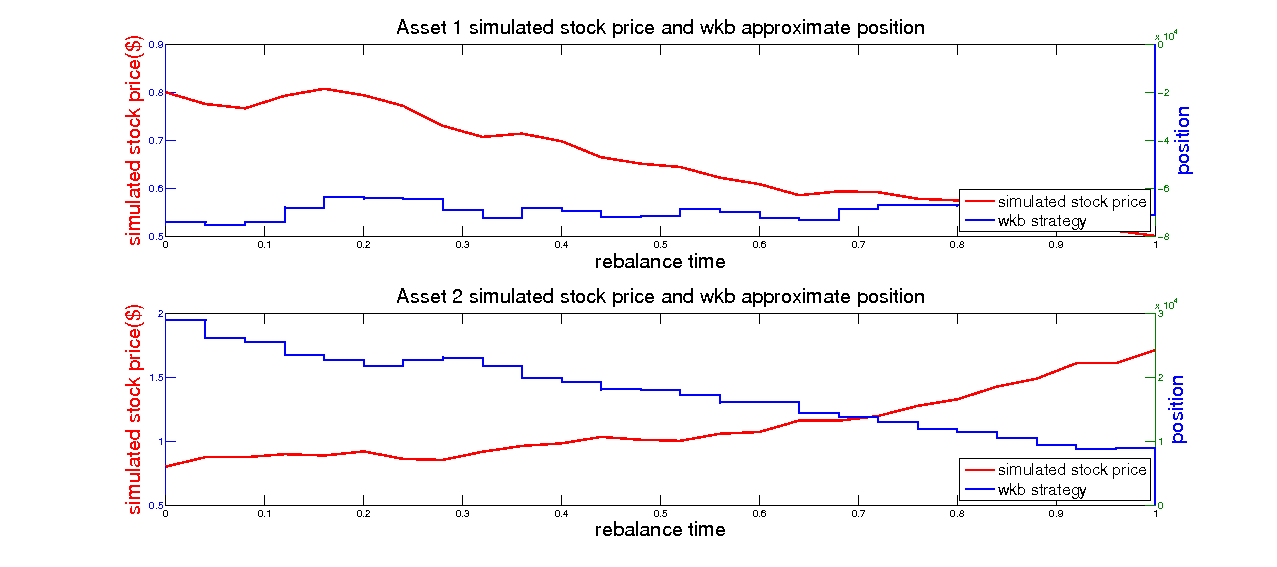 Asset 1 simulated stock price and wkb approximate position
x 10^4
0.9 0
0.8 -2
0.7 -4
0.6 -6
0.5 -8
simulated stock price($)
position
simulated stock price
wkb strategy
0 0.1 0.2 0.3 0.4 0.5 0.6 0.7 0.8 0.9 1
rebalance time
Asset 2 simulated stock price and wkb approximate position
x 10^4
2 3
1.5 2
1 1
0.5 0
simulated stock price($)
position
simulated stock price
wkb strategy
0 0.1 0.2 0.3 0.4 0.5 0.6 0.7 0.8 0.9 1
rebalance time